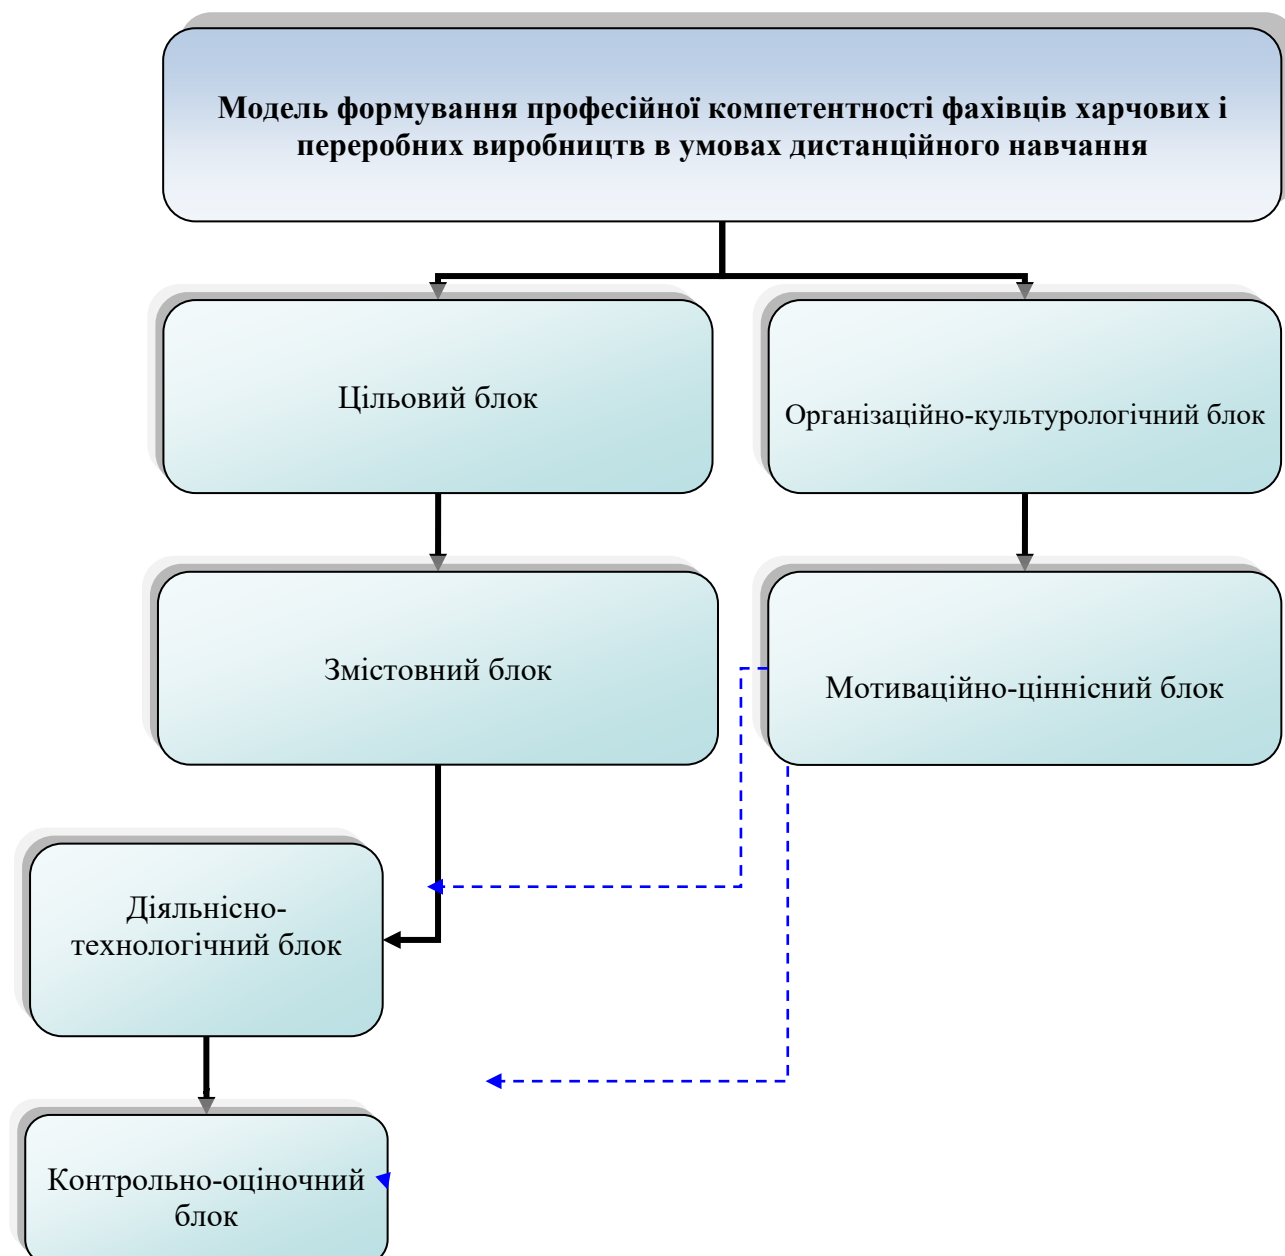 Модель формування професійної компетентності фахівців харчових і
переробних виробництв в умовах дистанційного навчання
Цільовий блок
Організаційно-культурологічний блок
Змістовний блок
Мотиваційно-ціннісний блок
Діяльнісно-
технологічний блок
Контрольно-оціночний
блок